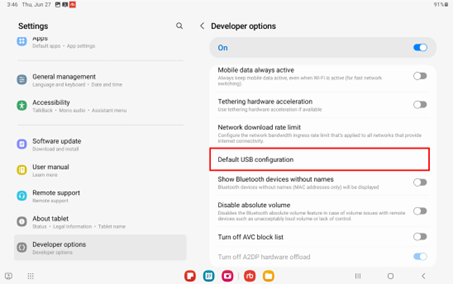 3:46 Thu, Jun 27
91%
Settings
Apps
Default apps • App settings
General management
Language and keyboard • Date and time
Accessibility
TalkBack • Mono audio • Assistant menu
Software update
Download and install
User manual
Learn more
Remote support
Remote support
About tablet
Status • Legal information • Tablet name
Developer options
Developer options
Developer options
On
Mobile data always active
Always keep mobile data active, even when Wi-Fi is active (for fast network
switching).
Tethering hardware acceleration
Use tethering hardware acceleration if available
Network download rate limit
Configure the network bandwidth ingress rate limit that's applied to all networks that provide
internet connectivity.
Default USB configuration
Show Bluetooth devices without names
Bluetooth devices without names (MAC addresses only) will be displayed
Disable absolute volume
Disables the Bluetooth absolute volume feature in case of volume issues with remote
devices such as unacceptably loud volume or lack of control.
Turn off AVC block list
Turn off A2DP hardware offload